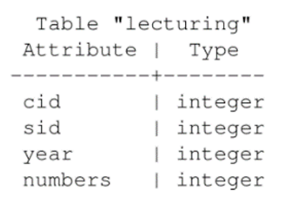 Table "lecturing"
Attribute | Type
-----------+--------
cid | integer
sid | integer
year | integer
numbers | integer